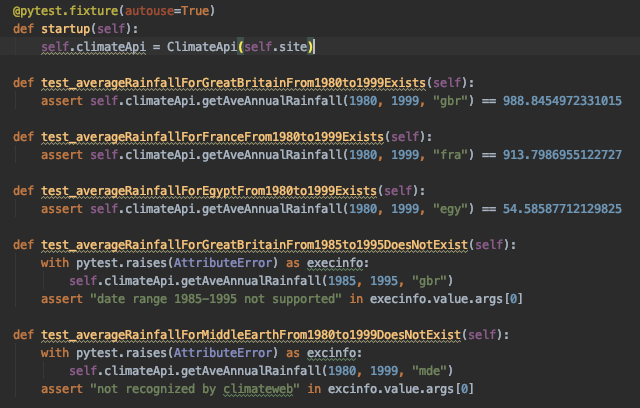 @pytest.fixture(autouse=True)
def startup(self):
    self.climateApi = ClimateApi(self.site)

def test_averageRainfallForGreatBritainFrom1980to1999Exists(self):
    assert self.climateApi.getAveAnnualRainfall(1980, 1999, "gbr") == 988.8454972331015

def test_averageRainfallForFranceFrom1980to1999Exists(self):
    assert self.climateApi.getAveAnnualRainfall(1980, 1999, "fra") == 913.7986955122727

def test_averageRainfallForEgyptFrom1980to1999Exists(self):
    assert self.climateApi.getAveAnnualRainfall(1980, 1999, "egy") == 54.58587712129825

def test_averageRainfallForGreatBritainFrom1985to1995DoesNotExist(self):
    with pytest.raises(AttributeError) as execinfo:
        self.climateApi.getAveAnnualRainfall(1985, 1995, "gbr")
    assert "date range 1985-1995 not supported" in execinfo.value.args[0]

def test_averageRainfallForMiddleEarthFrom1980to1999DoesNotExist(self):
    with pytest.raises(AttributeError) as excinfo:
        self.climateApi.getAveAnnualRainfall(1980, 1999, "mde")
    assert "not recognized by climateweb" in excinfo.value.args[0]